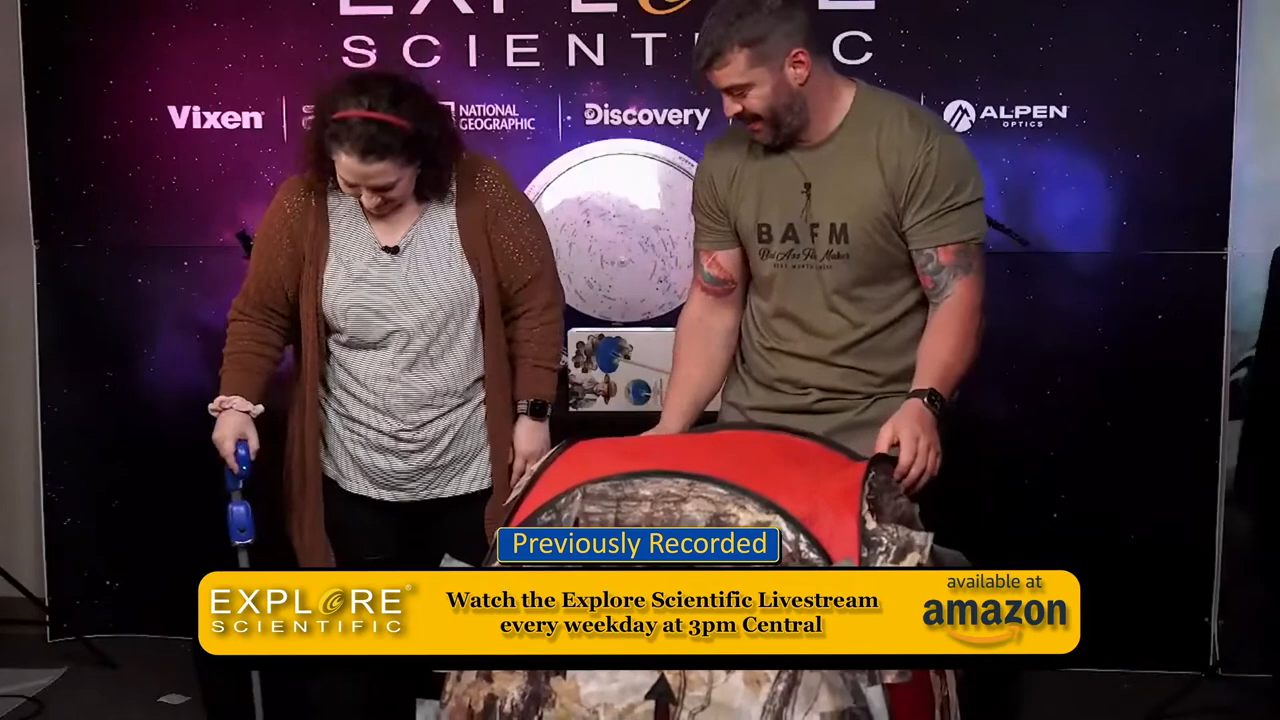 EXPLORE
SCIENTIFIC
Vixen
NATIONAL
GEOGRAPHIC
Discovery
ALPEN
OPTICS
BAFM
Previously Recorded
EXPLORE
SCIENTIFIC
Watch the Explore Scientific Livestream
every weekday at 3pm Central
available at
amazon